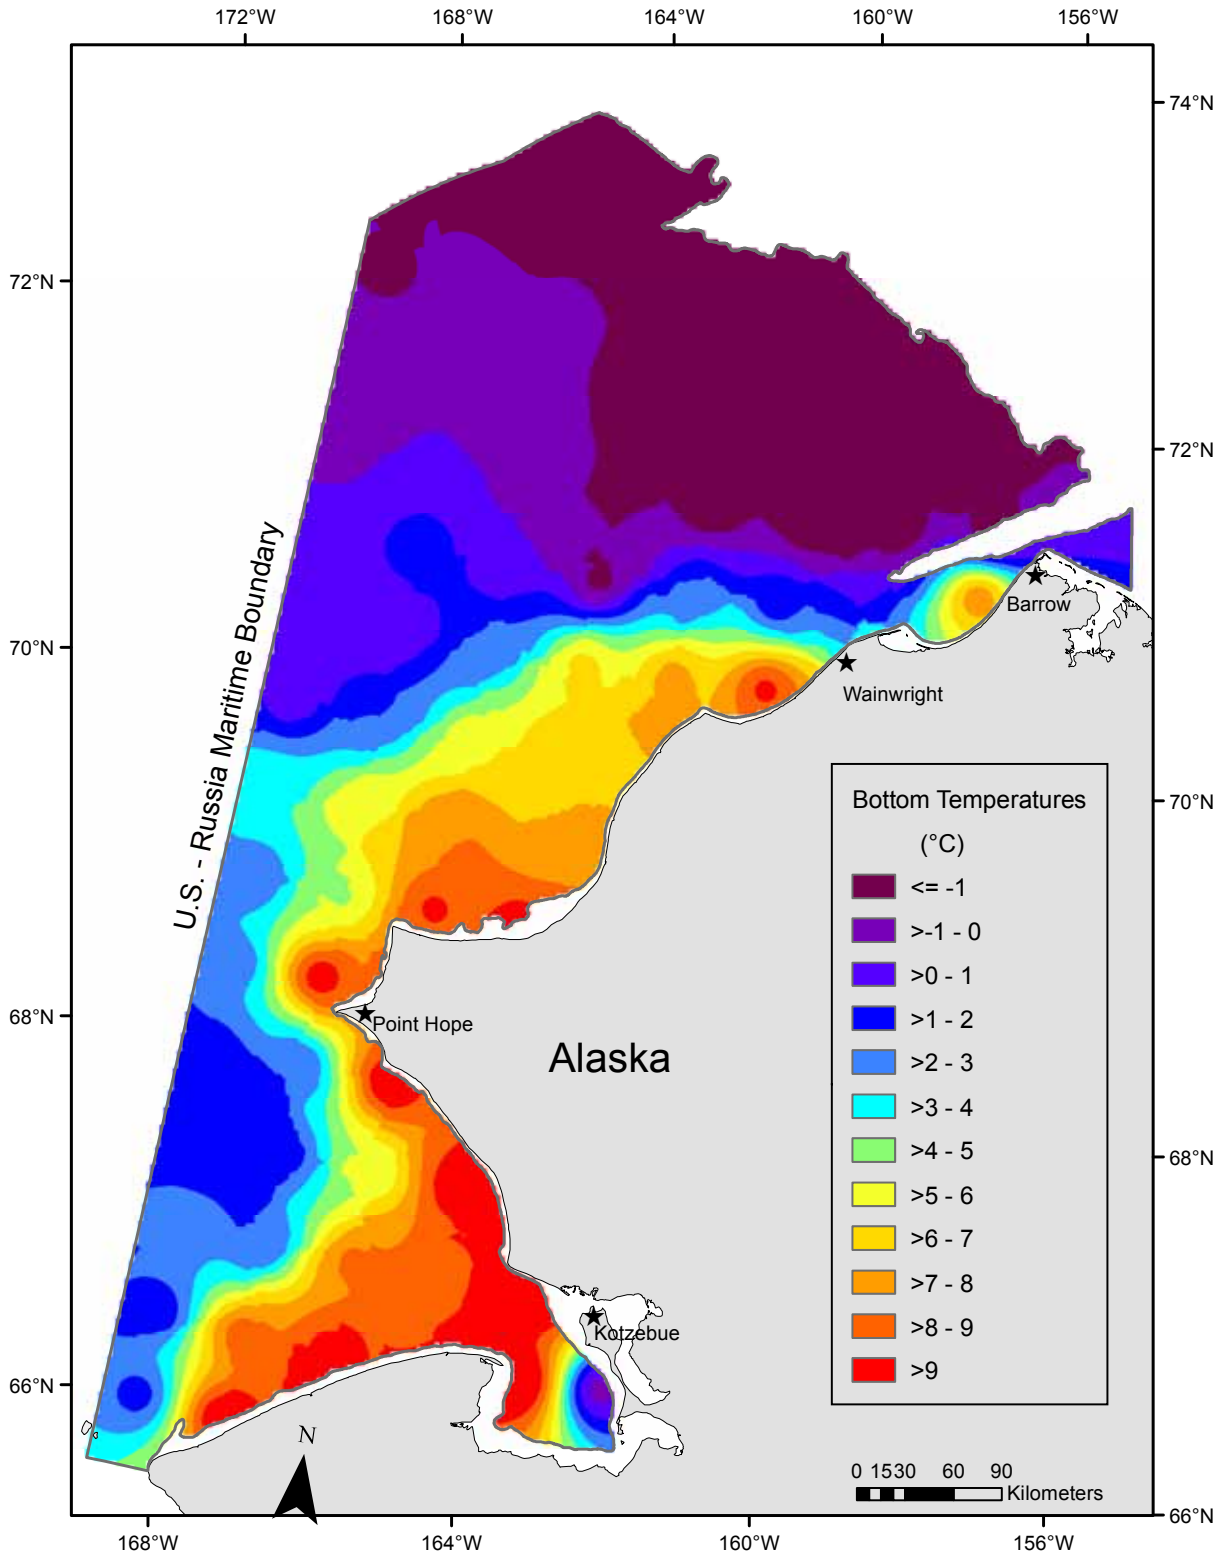 172°W 168°W 164°W 160°W 156°W
74°N
72°N
72°N
U.S. - Russia Maritime Boundary
Barrow
70°N
Wainwright
70°N
Bottom Temperatures
(°C)
<= -1
>-1 - 0
>0 - 1
>1 - 2
>2 - 3
>3 - 4
>4 - 5
>5 - 6
>6 - 7
>7 - 8
>8 - 9
>9
68°N
Point Hope
Alaska
68°N
Kotzebue
66°N
N
0 15 30 60 90
Kilometers
66°N
168°W 164°W 160°W 156°W